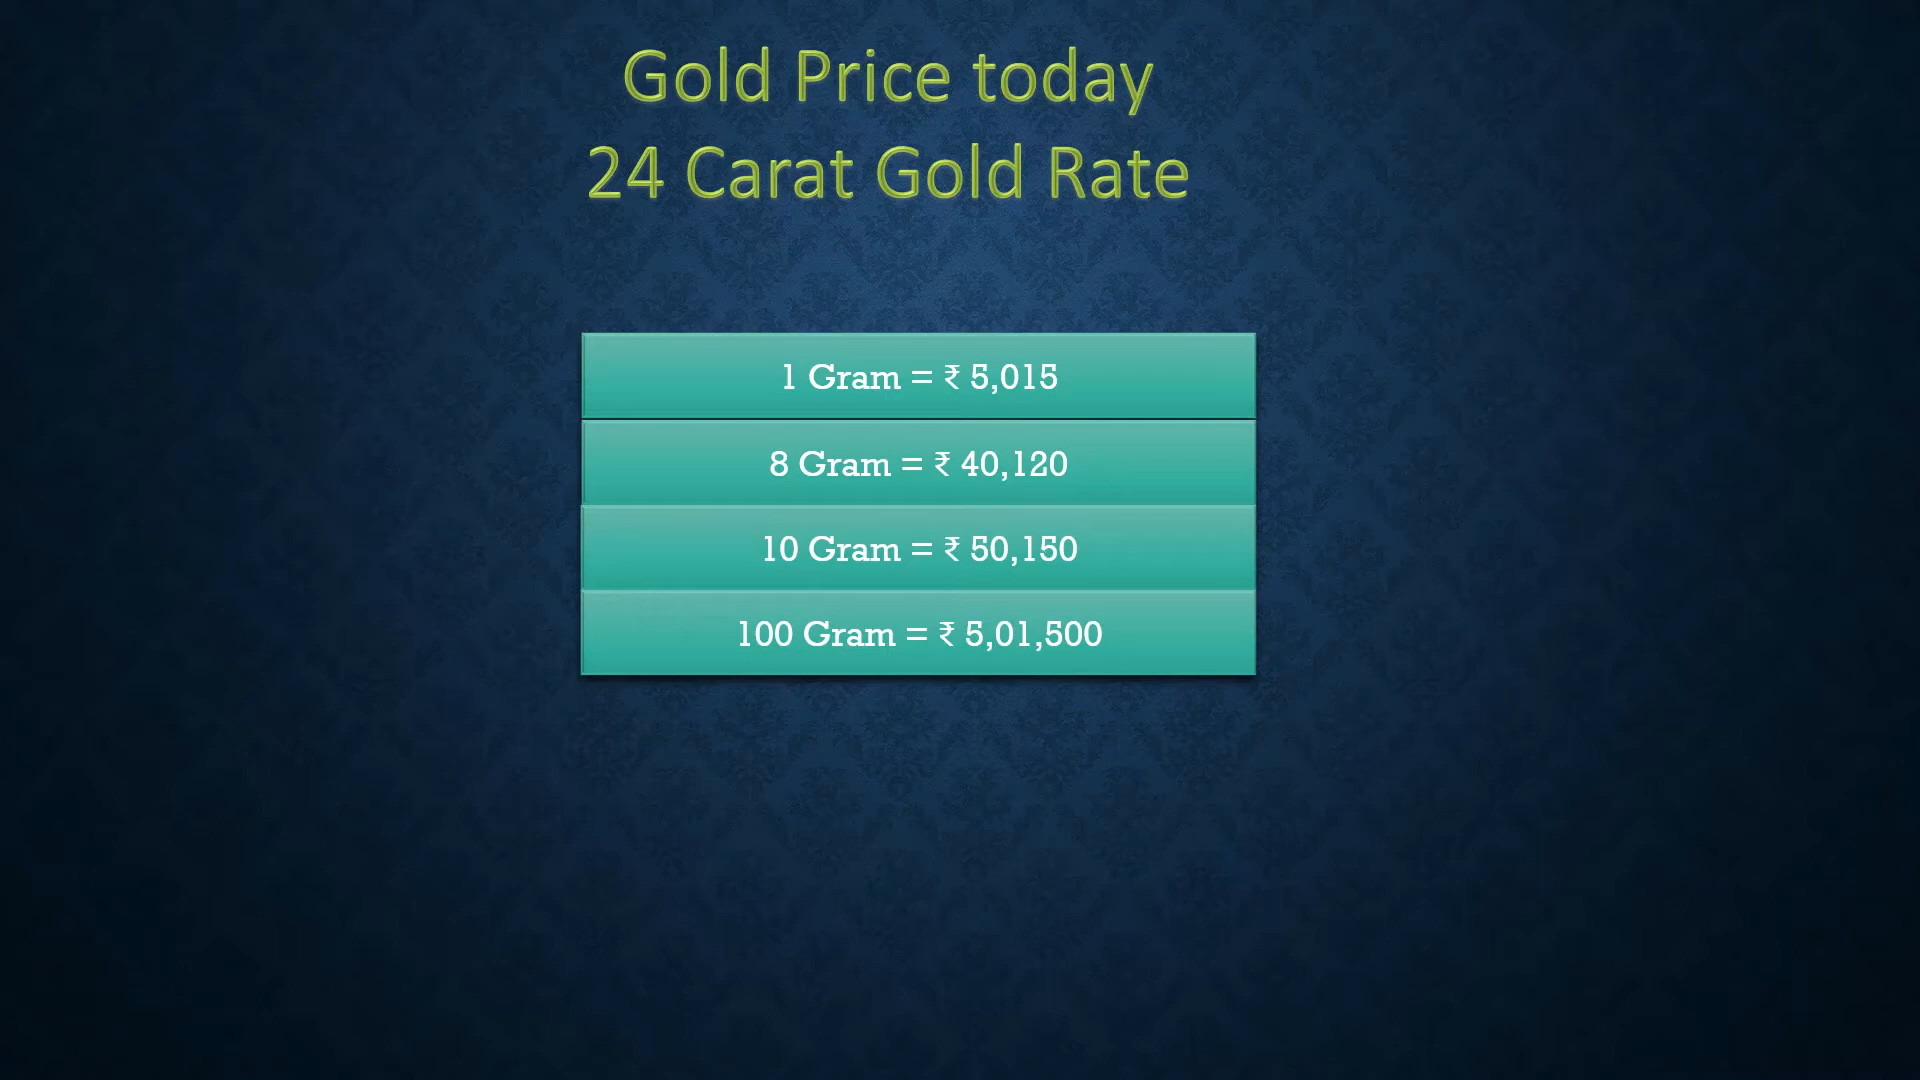 Gold Price today
24 Carat Gold Rate
1 Gram = ₹ 5,015
8 Gram = ₹ 40,120
10 Gram = ₹ 50,150
100 Gram = ₹ 5,01,500